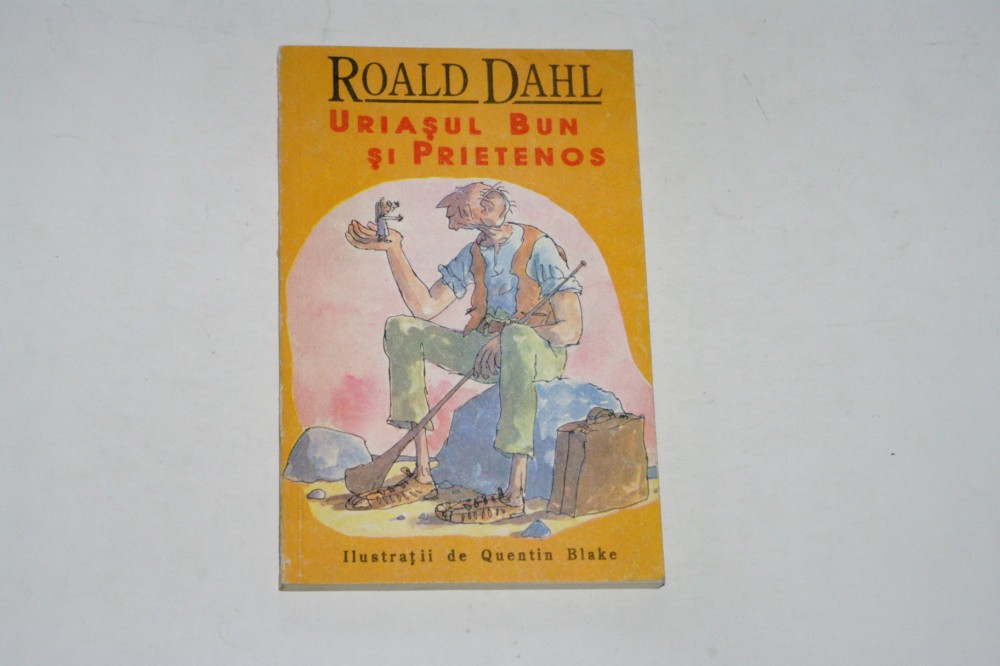 ROALD DAHL
URIAŞUL BUN
ŞI PRIETENOS
Ilustraţii de Quentin Blake